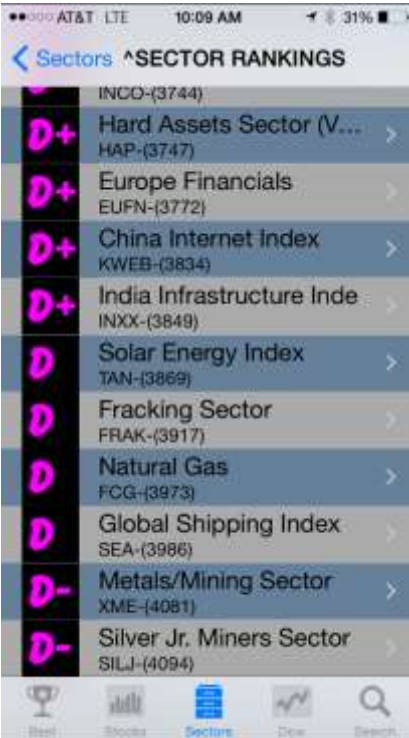 AT&T LTE 10:09 AM 31%
Sectors ^SECTOR RANKINGS
INCO-(3744)
D+ Hard Assets Sector (V...
HAP-(3747)
D+ Europe Financials
EUFN-(3772)
D+ China Internet Index
KWEB-(3834)
D+ India Infrastructure Inde
INXX-(3849)
D Solar Energy Index
TAN-(3869)
D Fracking Sector
FRAK-(3917)
D Natural Gas
FCG-(3973)
D Global Shipping Index
SEA-(3986)
D- Metals/Mining Sector
XME-(4081)
D- Silver Jr. Miners Sector
SILJ-(4094)
Best Stocks Sectors Dow Search